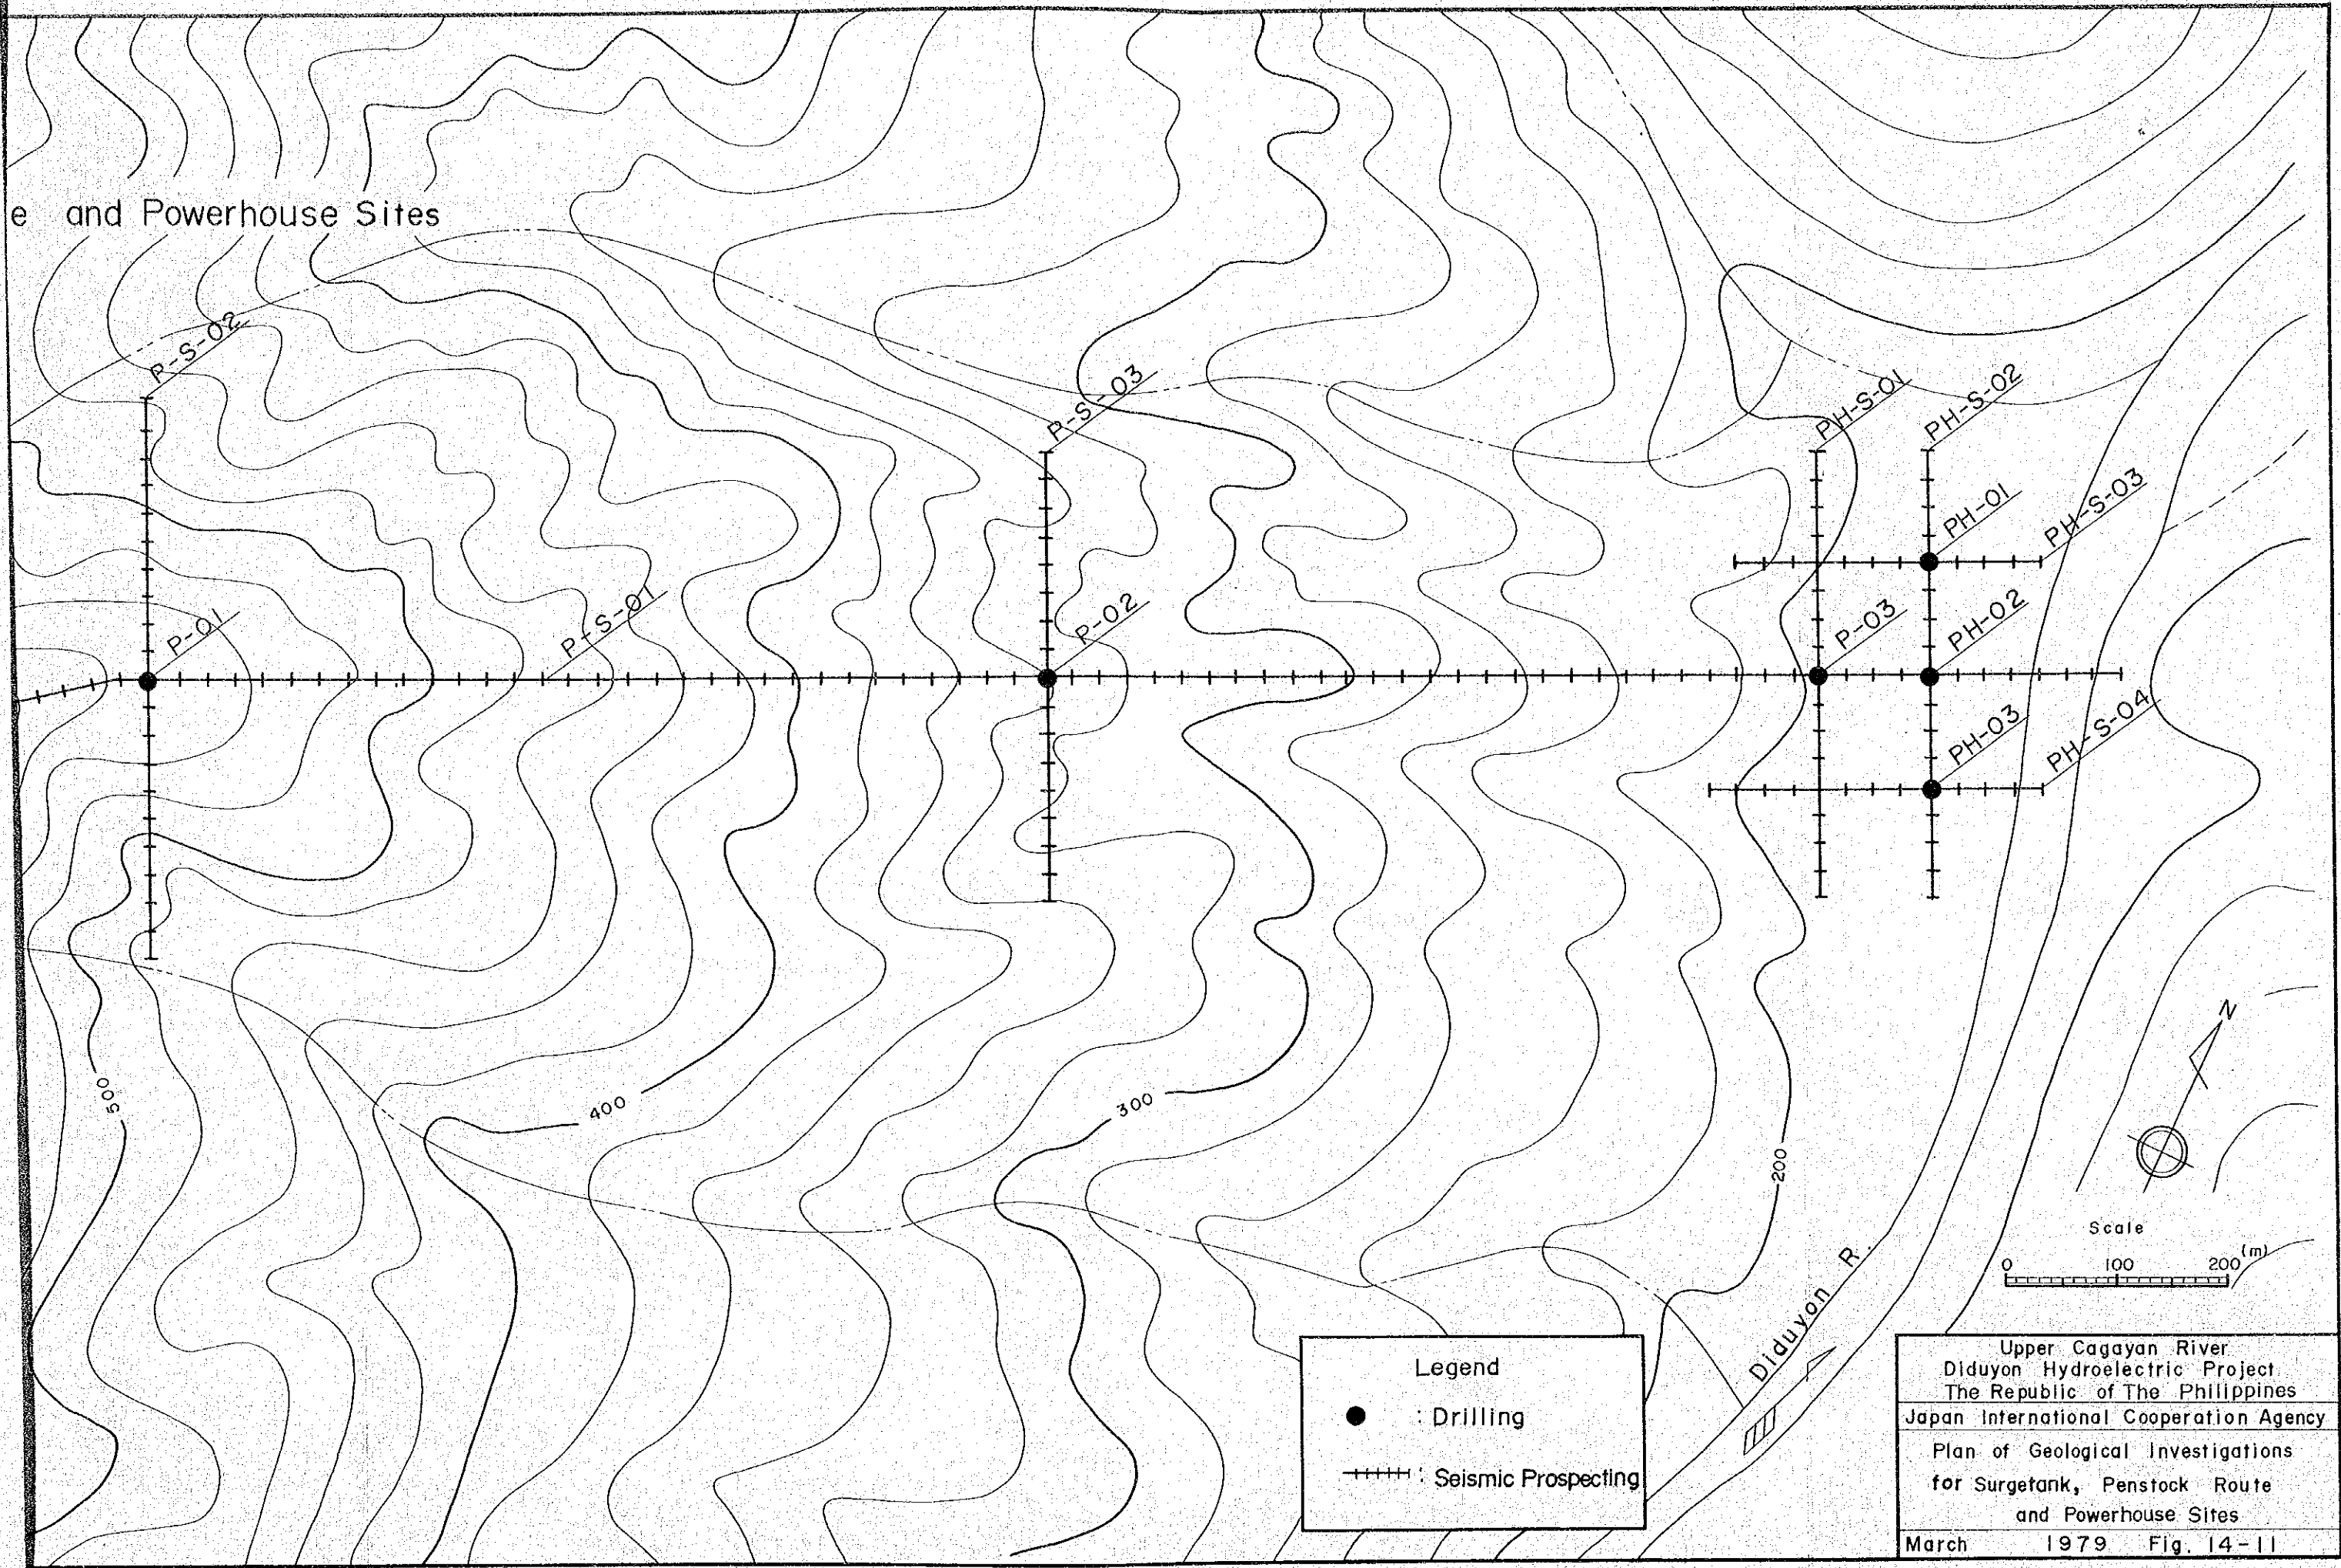 e and Powerhouse Sites
P-S-02
P-S-03
PH-S-01
PH-S-02
PH-01
PH-S-03
P-01
P-S-01
P-02
P-03
PH-02
PH-03
PH-S-04
500
400
300
200
N
Scale
0 100 200 (m)
Diduyon R.
Legend
: Drilling
: Seismic Prospecting
Upper Cagayan River
Diduyon Hydroelectric Project
The Republic of The Philippines
Japan International Cooperation Agency
Plan of Geological Investigations
for Surgetank, Penstock Route
and Powerhouse Sites
March 1979 Fig. 14-11